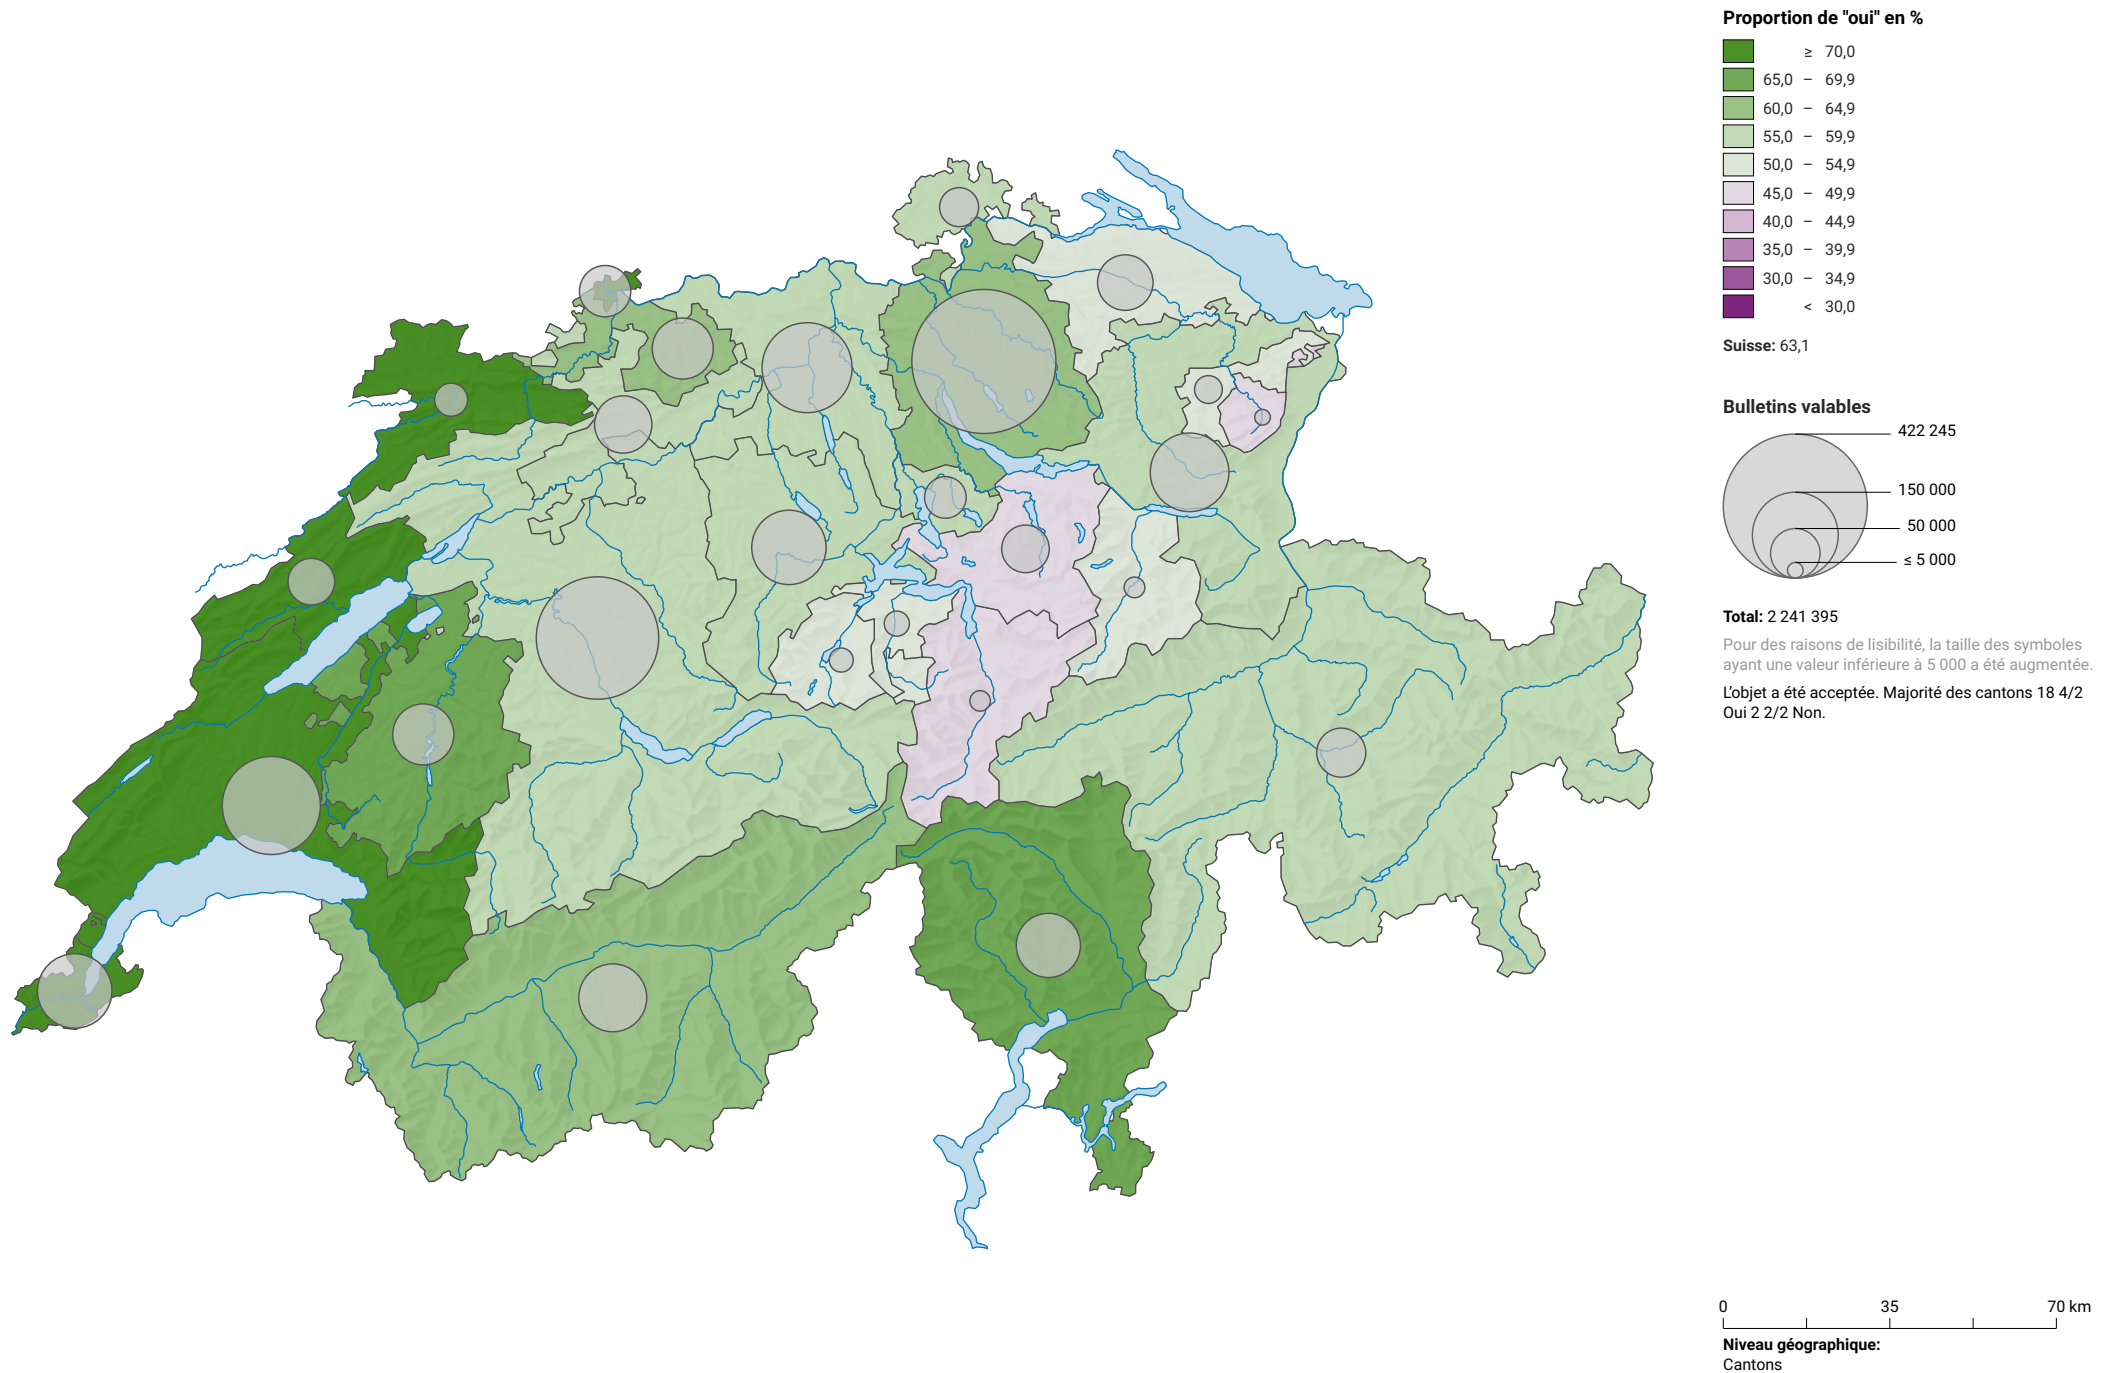 Proportion de "oui" en %
≥ 70,0
65,0 – 69,9
60,0 – 64,9
55,0 – 59,9
50,0 – 54,9
45,0 – 49,9
40,0 – 44,9
35,0 – 39,9
30,0 – 34,9
< 30,0
Suisse: 63,1
Bulletins valables
422 245
150 000
50 000
≤ 5 000
Total: 2 241 395
Pour des raisons de lisibilité, la taille des symboles
ayant une valeur inférieure à 5 000 a été augmentée.
L'objet a été acceptée. Majorité des cantons 18 4/2
Oui 2 2/2 Non.
0 35 70 km
Niveau géographique:
Cantons